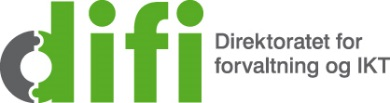 difi
Direktoratet for
forvaltning og IKT